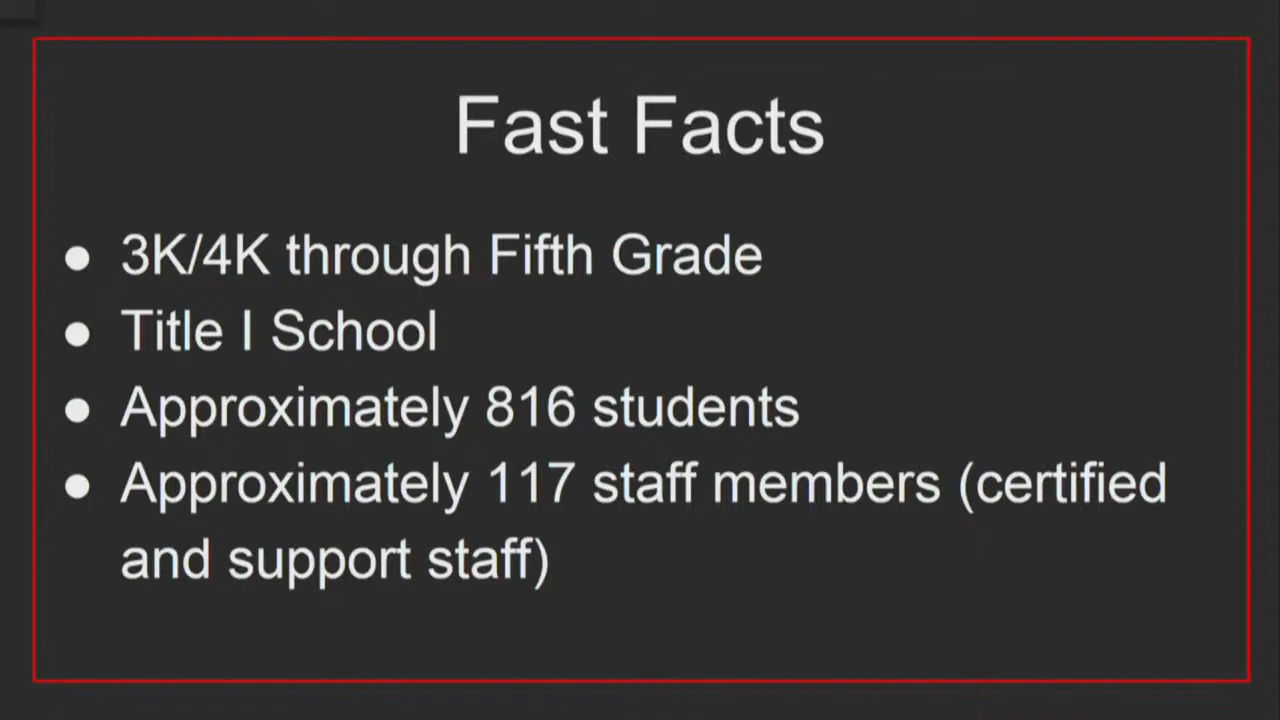 Fast Facts
● 3K/4K through Fifth Grade
● Title I School
● Approximately 816 students
● Approximately 117 staff members (certified
and support staff)